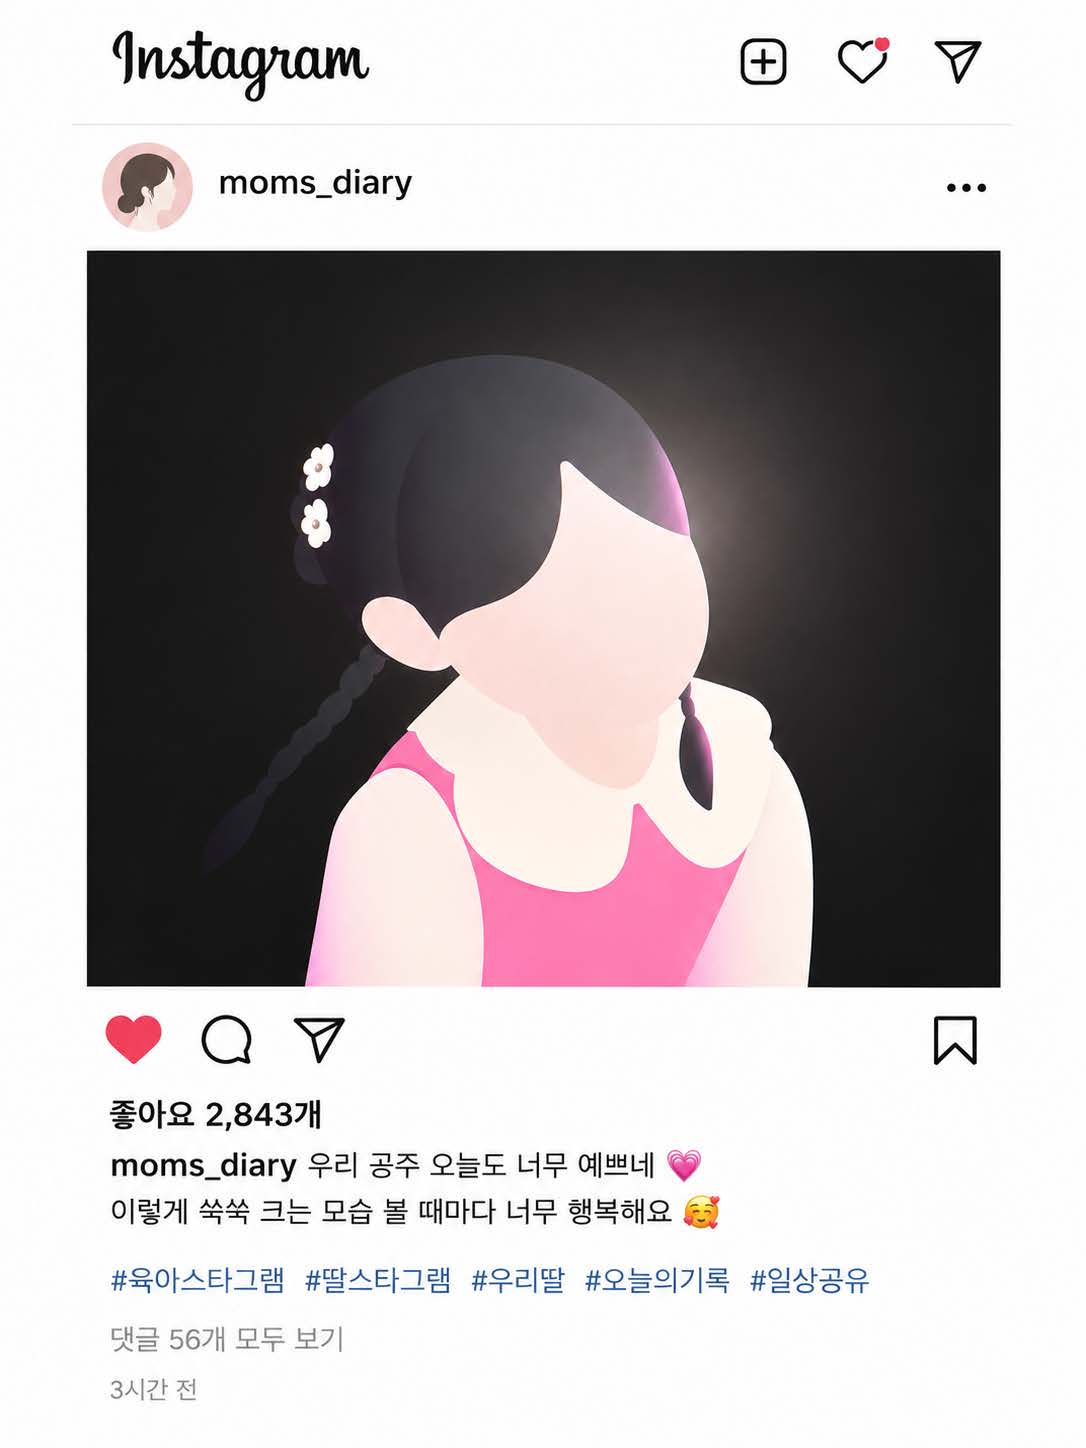 Instagram
moms_diary
좋아요 2,843개
moms_diary 우리 공주 오늘도 너무 예쁘네 💗
이렇게 쑥쑥 크는 모습 볼 때마다 너무 행복해요 🥰
#육아스타그램 #딸스타그램 #우리딸 #오늘의기록 #일상공유
댓글 56개 모두 보기
3시간 전